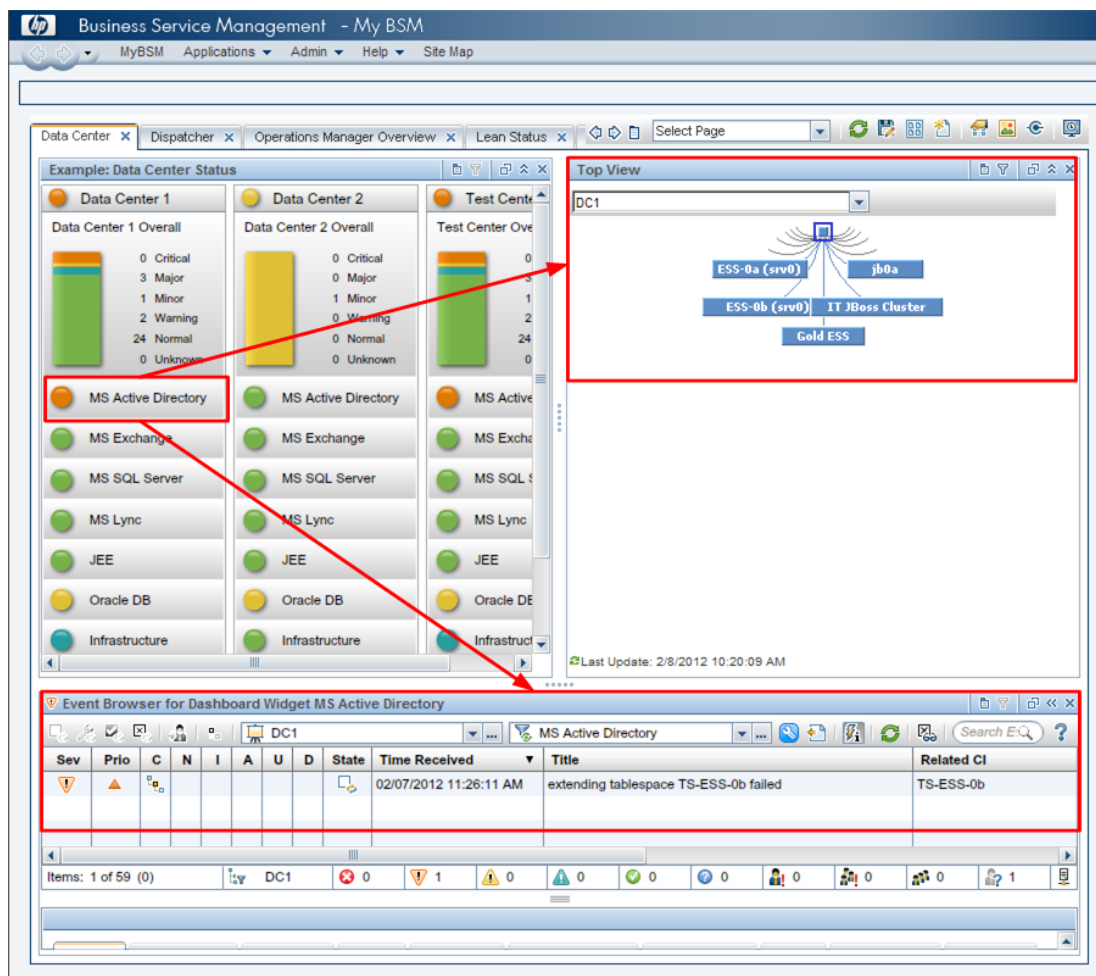 hp Business Service Management - My BSM
MyBSM Applications Admin Help Site Map
Data Center Dispatcher Operations Manager Overview Lean Status Select Page
Example: Data Center Status
Data Center 1
Data Center 1 Overall
0 Critical
3 Major
1 Minor
2 Warning
24 Normal
0 Unknown
MS Active Directory
MS Exchange
MS SQL Server
MS Lync
JEE
Oracle DB
Infrastructure
Data Center 2
Data Center 2 Overall
0 Critical
0 Major
1 Minor
0 Warning
0 Normal
0 Unknown
MS Active Directory
MS Exchange
MS SQL Server
MS Lync
JEE
Oracle DB
Infrastructure
Test Cente
Test Center Ove
0
3
1
2
24
0
MS Active
MS Excha
MS SQL S
MS Lync
JEE
Oracle DE
Infrastruct
Top View
DC1
ESS-0a (srv0) jb0a
ESS-0b (srv0) IT JBoss Cluster
Gold ESS
Last Update: 2/8/2012 10:20:09 AM
Event Browser for Dashboard Widget MS Active Directory
DC1 ... MS Active Directory ... Search E
Sev Prio C N I A U D State Time Received Title Related CI
02/07/2012 11:26:11 AM extending tablespace TS-ESS-0b failed TS-ESS-0b
Items: 1 of 59 (0) DC1 0 1 0 0 0 0 0 0 0 1